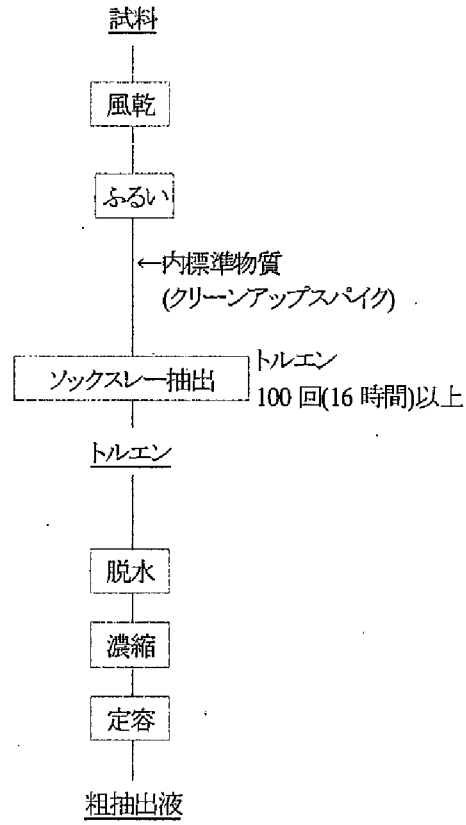 試料
風乾
ふるい
←内標準物質
(クリーンアップスパイク)
ソックスレー抽出
トルエン
100 回(16 時間)以上
トルエン
脱水
濃縮
定容
粗抽出液